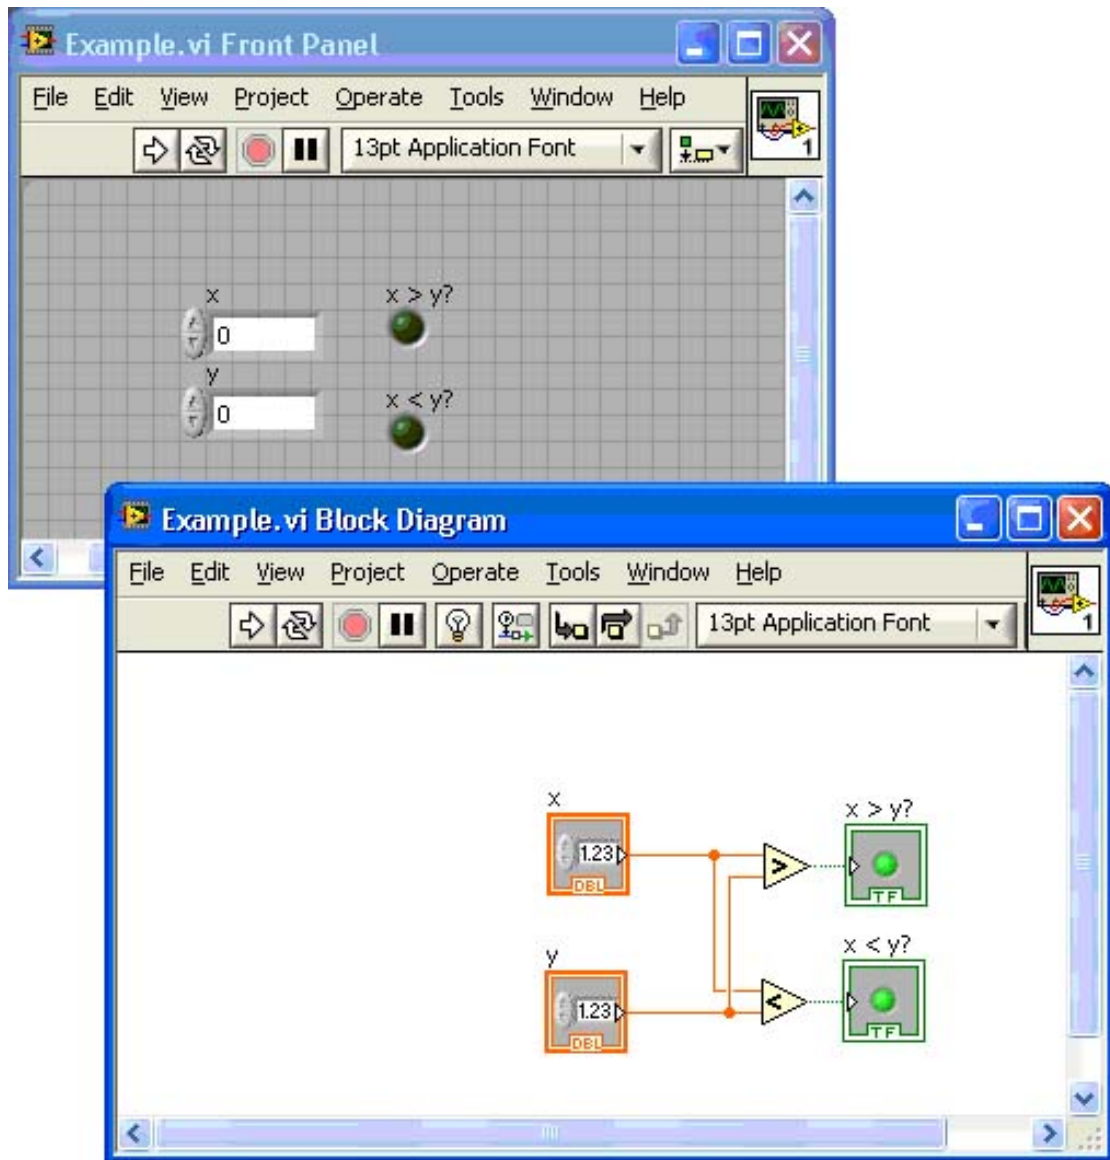 Example.vi Front Panel
File Edit View Project Operate Tools Window Help
13pt Application Font
1
x
x > y?
0
y
x < y?
0
Example.vi Block Diagram
File Edit View Project Operate Tools Window Help
13pt Application Font
1
x
x > y?
1.23
>
DBL
TF
y
x < y?
1.23
<
DBL
TF